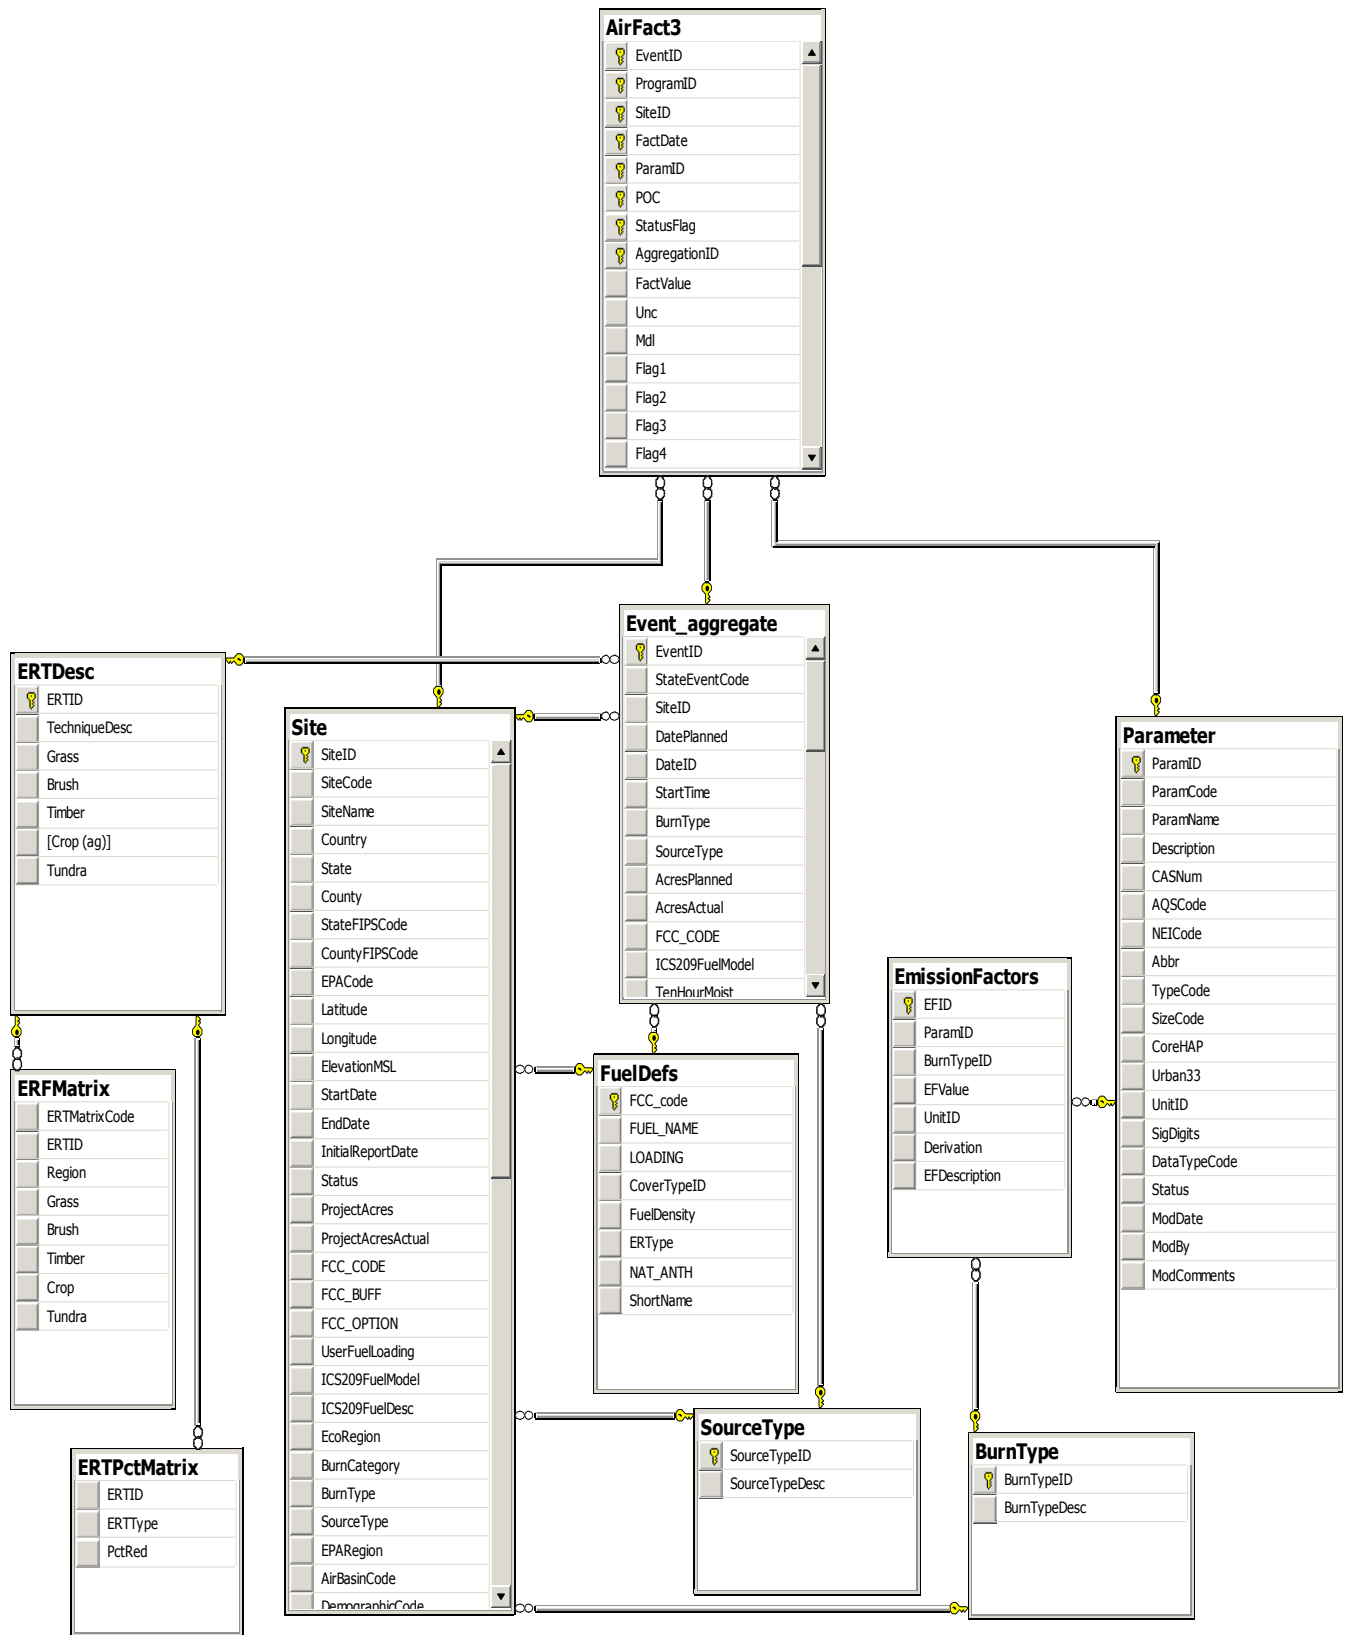 AirFact3
EventID
ProgramID
SiteID
FactDate
ParamID
POC
StatusFlag
AggregationID
FactValue
Unc
Mdl
Flag1
Flag2
Flag3
Flag4
Event_aggregate
EventID
StateEventCode
SiteID
DatePlanned
DateID
StartTime
BurnType
SourceType
AcresPlanned
AcresActual
FCC_CODE
ICS209FuelModel
TenHourMoist
ERTDesc
ERTID
TechniqueDesc
Grass
Brush
Timber
[Crop (ag)]
Tundra
Site
SiteID
SiteCode
SiteName
Country
State
County
StateFIPSCode
CountyFIPSCode
EPACode
Latitude
Longitude
ElevationMSL
StartDate
EndDate
InitialReportDate
Status
ProjectAcres
ProjectAcresActual
FCC_CODE
FCC_BUFF
FCC_OPTION
UserFuelLoading
ICS209FuelModel
ICS209FuelDesc
EcoRegion
BurnCategory
BurnType
SourceType
EPARegion
AirBasinCode
DemographicCode
Parameter
ParamID
ParamCode
ParamName
Description
CASNum
AQSCode
NEICode
Abbr
TypeCode
SizeCode
CoreHAP
Urban33
UnitID
SigDigits
DataTypeCode
Status
ModDate
ModBy
ModComments
EmissionFactors
EFID
ParamID
BurnTypeID
EFValue
UnitID
Derivation
EFDescription
FuelDefs
FCC_code
FUEL_NAME
LOADING
CoverTypeID
FuelDensity
ERType
NAT_ANTH
ShortName
ERFMatrix
ERTMatrixCode
ERTID
Region
Grass
Brush
Timber
Crop
Tundra
SourceType
SourceTypeID
SourceTypeDesc
BurnType
BurnTypeID
BurnTypeDesc
ERTPctMatrix
ERTID
ERTType
PctRed